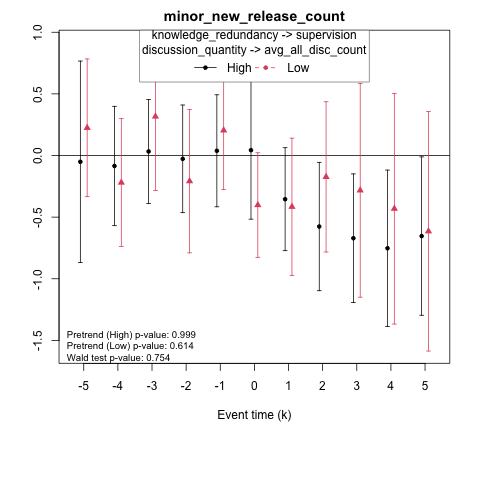 minor_new_release_count
knowledge_redundancy -> supervision
discussion_quantity -> avg_all_disc_count
High Low
1.0
0.5
0.0
-0.5
-1.0
-1.5
Pretrend (High) p-value: 0.999
Pretrend (Low) p-value: 0.614
Wald test p-value: 0.754
-5 -4 -3 -2 -1 0 1 2 3 4 5
Event time (k)